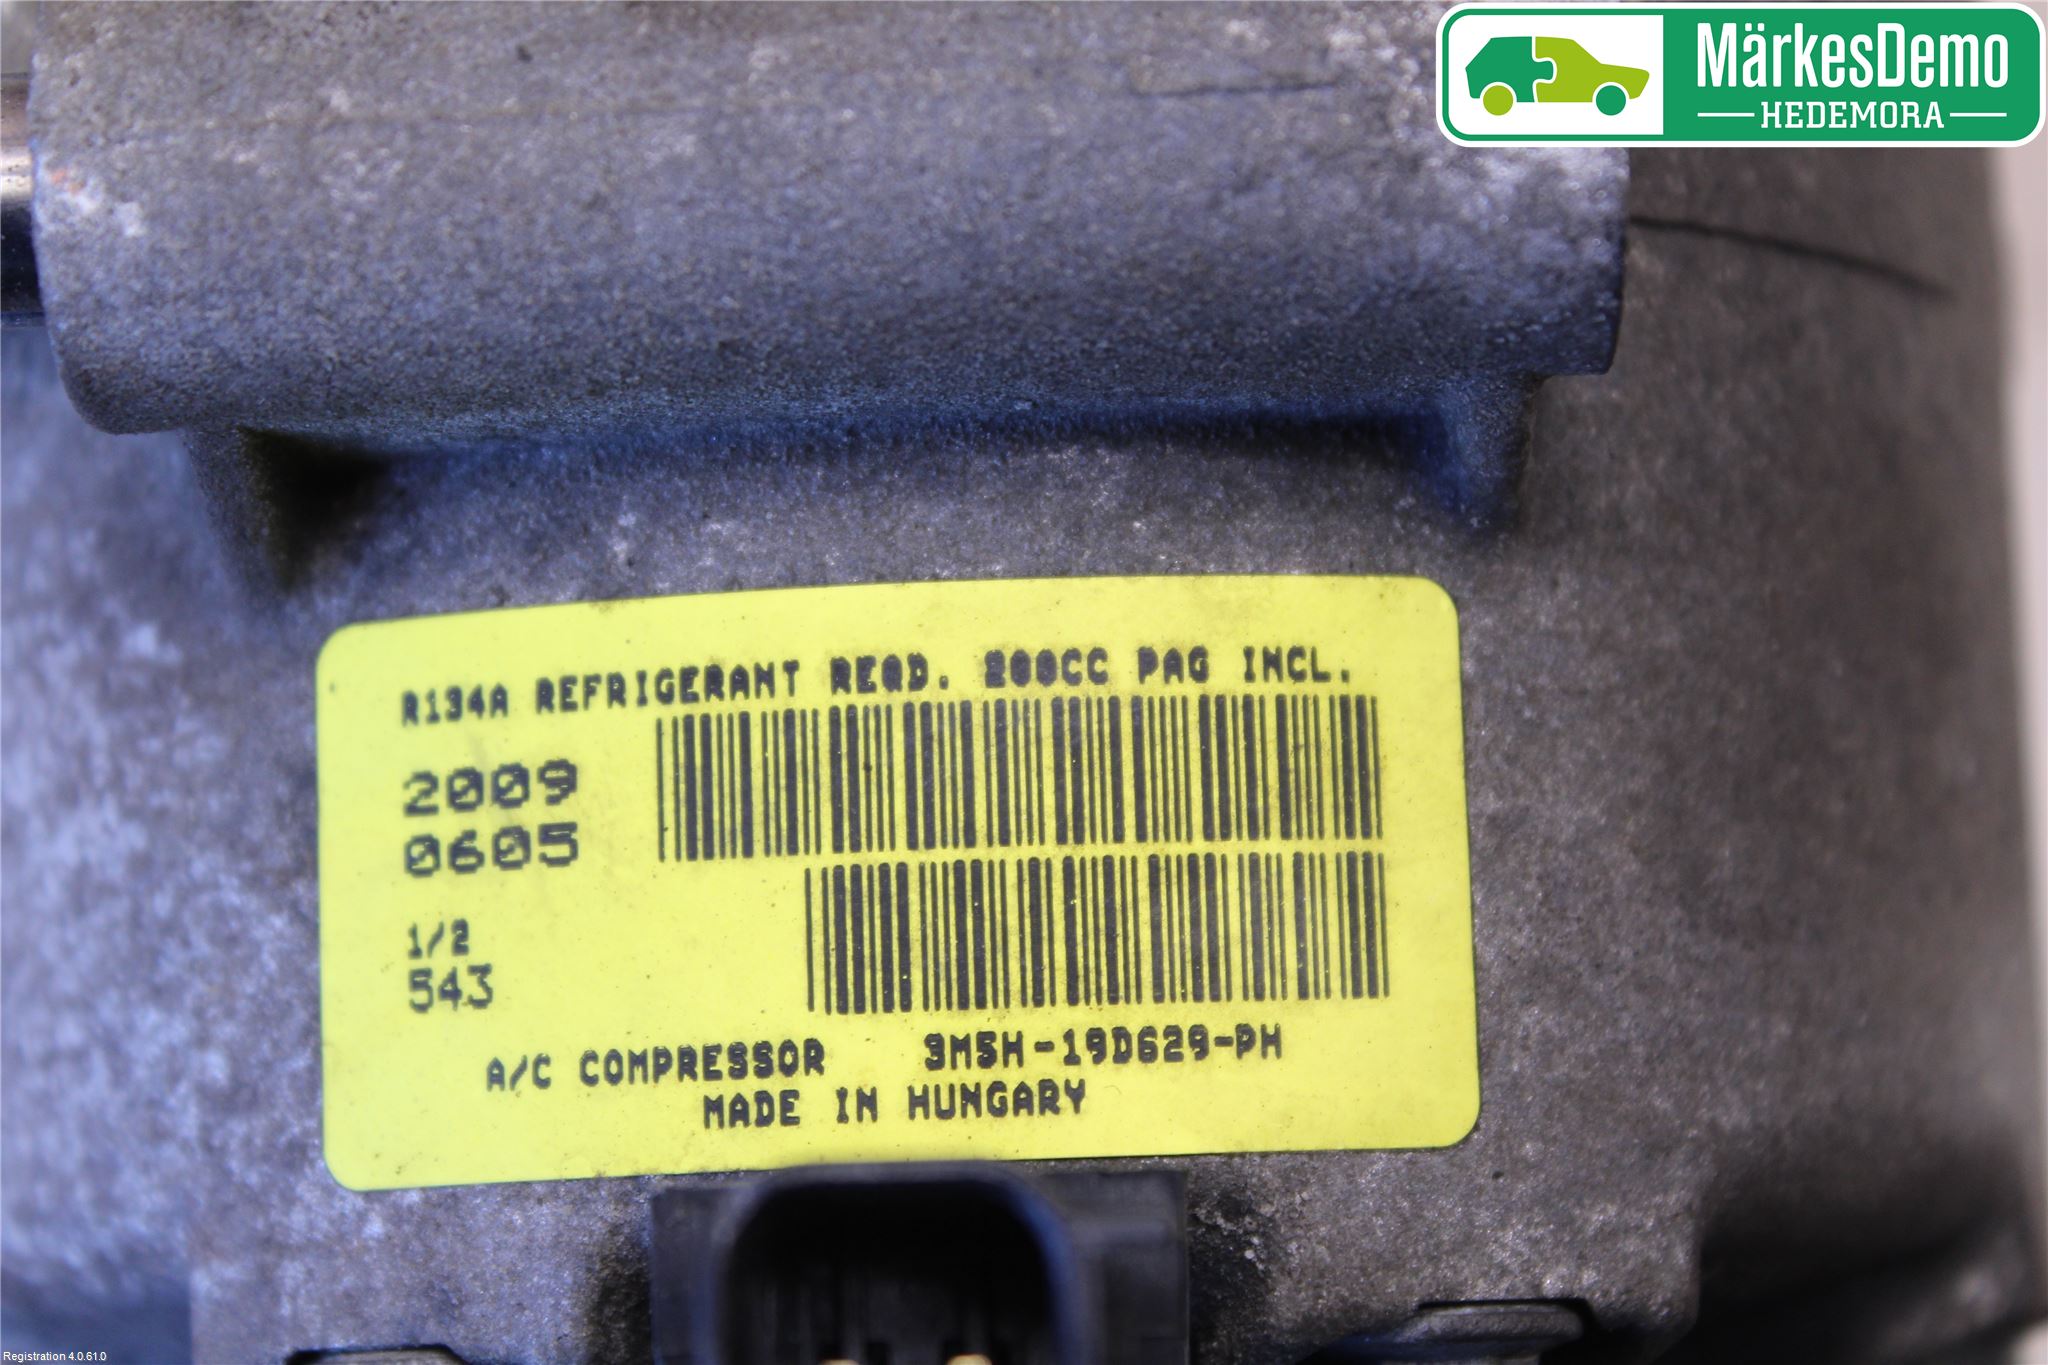 MärkesDemo
HEDEMORA
R134A REFRIGERANT REQD. 200CC PAG INCL.
2009
0605
1/2
543
A/C COMPRESSOR 3M5H-19D629-PH
MADE IN HUNGARY
Registration 4.0.61.0